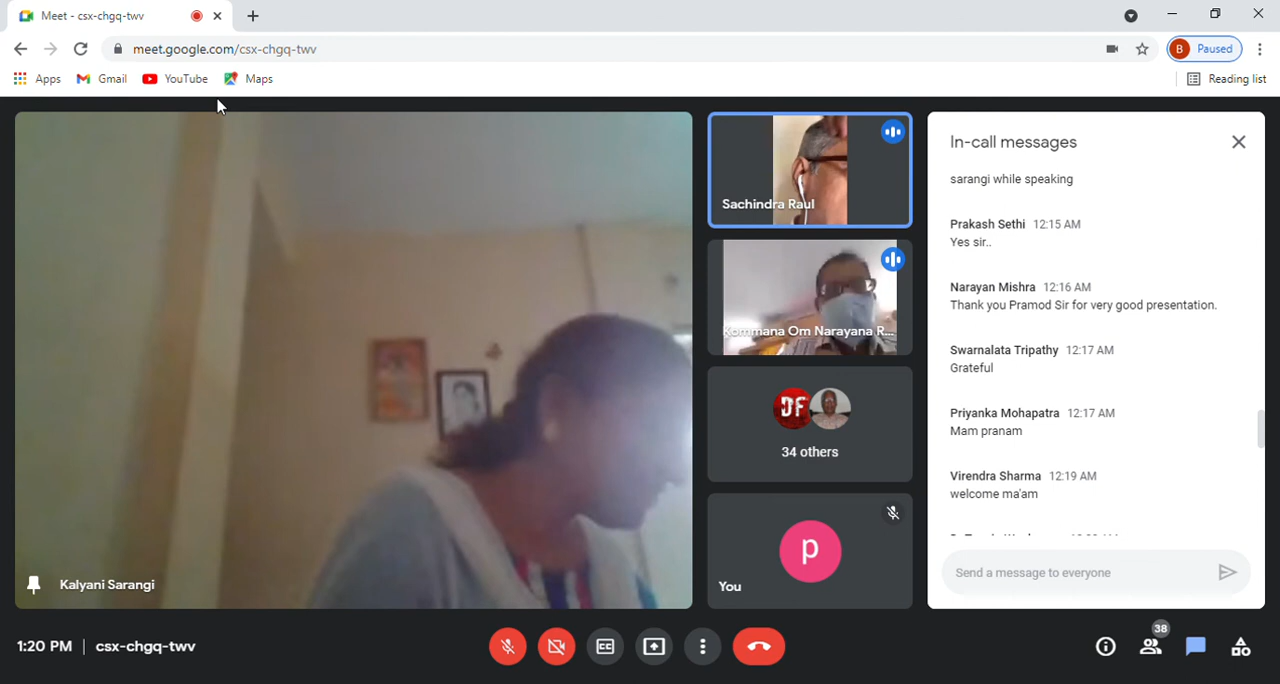 Meet - csx-chgq-twv
meet.google.com/csx-chgq-twv
B Paused
Apps Gmail YouTube Maps
Reading list
Kalyani Sarangi
Sachindra Raul
Kommana Om Narayana R...
DF
34 others
p
You
In-call messages
sarangi while speaking
Prakash Sethi 12:15 AM
Yes sir..
Narayan Mishra 12:16 AM
Thank you Pramod Sir for very good presentation.
Swarnalata Tripathy 12:17 AM
Grateful
Priyanka Mohapatra 12:17 AM
Mam pranam
Virendra Sharma 12:19 AM
welcome ma'am
Send a message to everyone
1:20 PM | csx-chgq-twv
CC
38